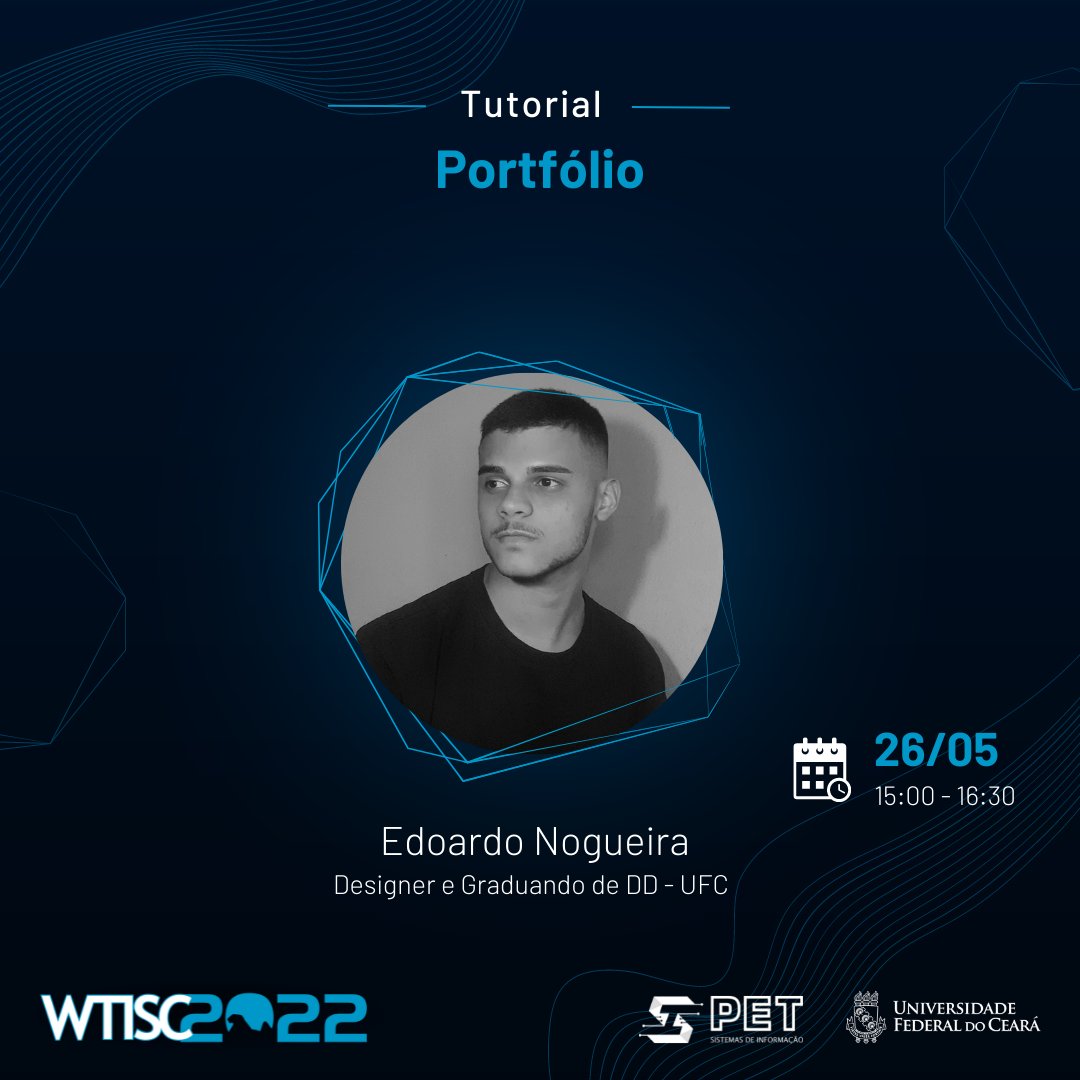 Tutorial
Portfólio
26/05
15:00 - 16:30
Edoardo Nogueira
Designer e Graduando de DD - UFC
WTISC2022
PET
SISTEMAS DE INFORMAÇÃO
UNIVERSIDADE
FEDERAL DO CEARÁ